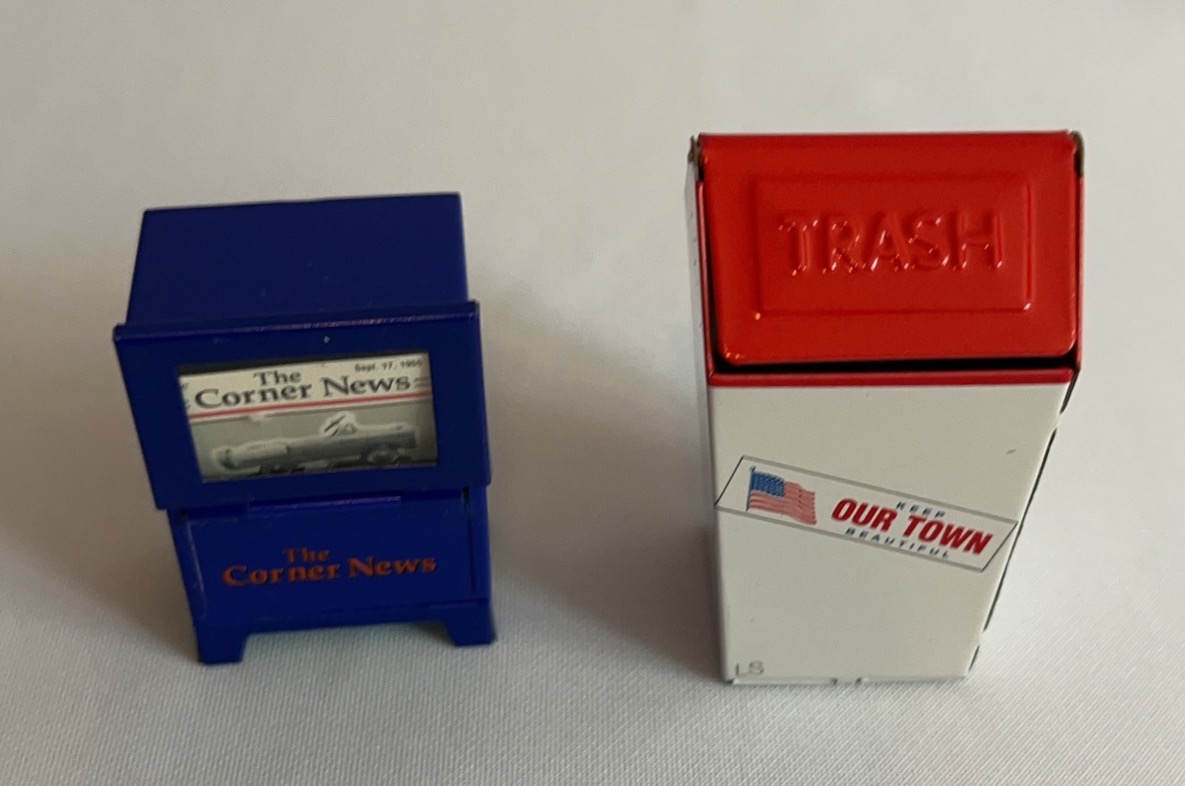 Sept. 17, 1955
The
Corner News
The
Corner News
TRASH
KEEP
OUR TOWN
BEAUTIFUL
LS